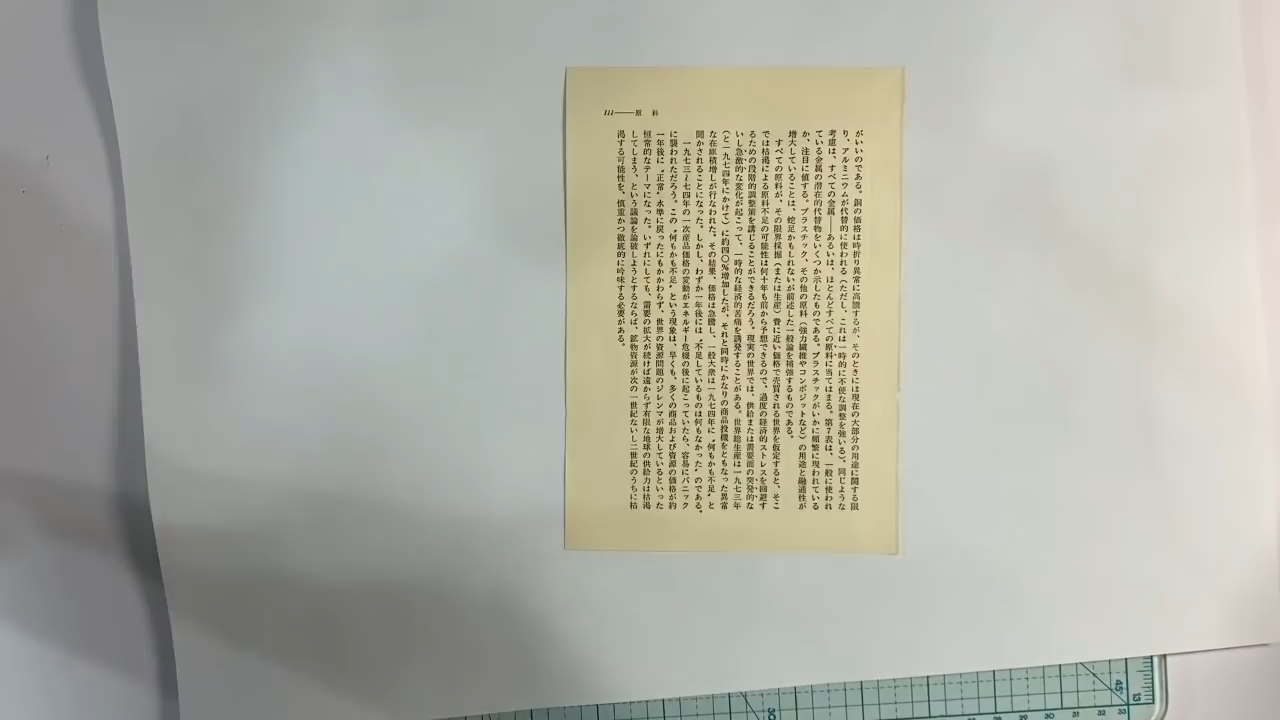 111——原 料
がいいのである。銅の価格は時折り異常に高騰するが、そのときには現在の大部分の用途に関する限
り、アルミニウムが代替的に使われる（ただし、これは一時的に不便な調整を強いる）。同じような
考慮は、すべての金属——あるいは、ほとんどすべての原料に当てはまる。第7表は、一般に使われ
ている金属の潜在的代替物をいくつか示したものである。プラスチックがいかに頻繁に現われている
か、注目に値する。プラスチック、その他の原料（強力繊維やコンポジットなど）の用途と融通性が
増大していることは、蛇足かもしれないが前述した一般論を補強するものである。
すべての原料が、その限界採掘（または生産）費に近い価格で売買される世界を仮定すると、そこ
では枯渇による原料不足の可能性は何十年も前から予想できるので、過度の経済的ストレスを回避す
るための段階的調整策を講じることができるだろう。現実の世界では、供給または需要面の突発的な
いし急激的な変化が起こって、一時的な経済的苦痛を誘発することがある。世界総生産は一九七三年
（と一九七四年にかけて）に約四〇％増加したが、それと同時にかなりの商品投機をともなった異常
な在庫積増しが行なわれた。その結果、価格は急騰し、一般大衆は一九七四年に〝何もかも不足〟と
聞かされることになった。しかし、わずか一年後には〝不足しているものは何もなかった〟のである。
一九七三〜七四年の一次産品価格の変動がエネルギー危機の後に起こっていたら、容易にパニック
に襲われただろう。この〝何もかも不足〟という現象は、早くも、多くの商品および資源の価格が約
一年後に〝正常〟水準に戻ったにもかかわらず、世界の資源問題のジレンマが増大しているといった
恒常的なテーマになった。いずれにしても、需要の拡大が続けば遠からず有限な地球の供給力は枯渇
してしまう、という議論を論破しようとするならば、鉱物資源が次の一世紀ないし二世紀のうちに枯
渇する可能性を、慎重かつ徹底的に吟味する必要がある。
45°
13
30
31
32
33